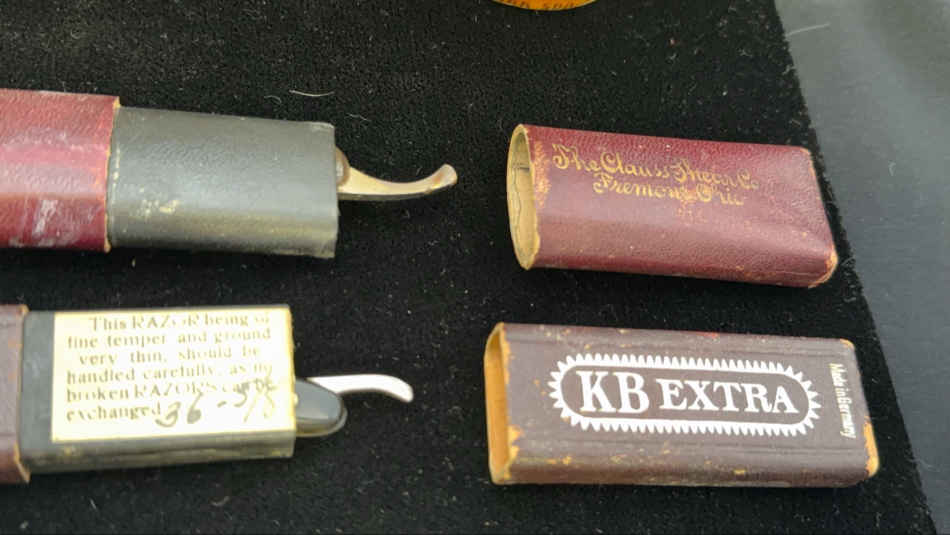 The Clauss Shear Co.
Fremont, Ohio
This RAZOR being of
fine temper and ground
very thin, should be
handled carefully, as no
broken RAZORS can be
exchanged
36 - 5/8
KB EXTRA
Made in Germany